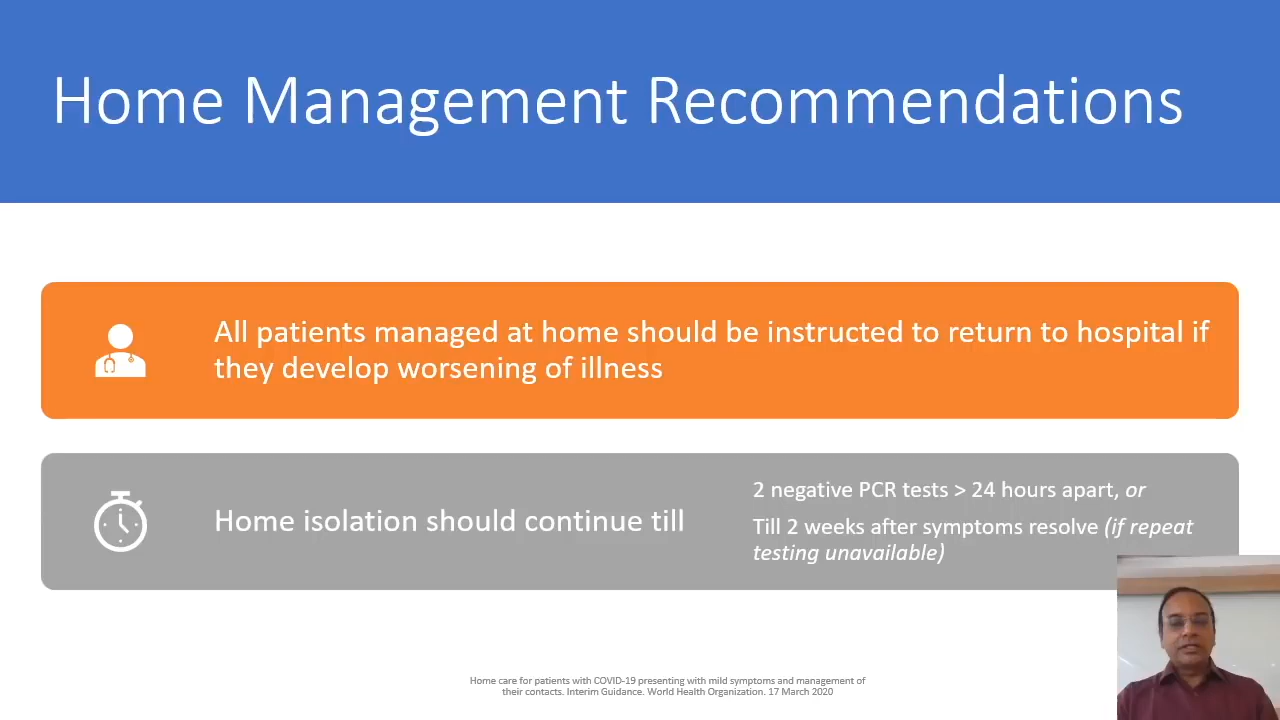 Home Management Recommendations
All patients managed at home should be instructed to return to hospital if
they develop worsening of illness
Home isolation should continue till
2 negative PCR tests > 24 hours apart, or
Till 2 weeks after symptoms resolve (if repeat
testing unavailable)
Home care for patients with COVID-19 presenting with mild symptoms and management of
their contacts. Interim Guidance. World Health Organization. 17 March 2020